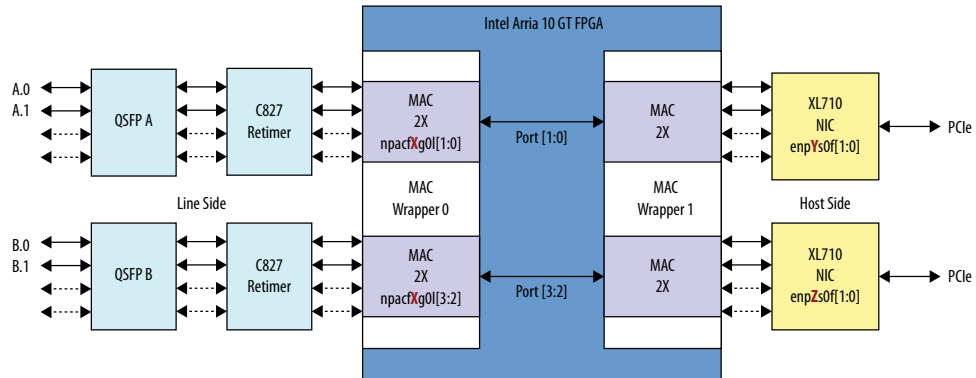 Intel Arria 10 GT FPGA
A.0
A.1
QSFP A
C827
Retimer
MAC
2X
npacfXg0l[1:0]
Port [1:0]
MAC
2X
XL710
NIC
enpYs0f[1:0]
PCIe
Line Side
MAC
Wrapper 0
MAC
Wrapper 1
Host Side
B.0
B.1
QSFP B
C827
Retimer
MAC
2X
npacfXg0l[3:2]
Port [3:2]
MAC
2X
XL710
NIC
enpZs0f[1:0]
PCIe